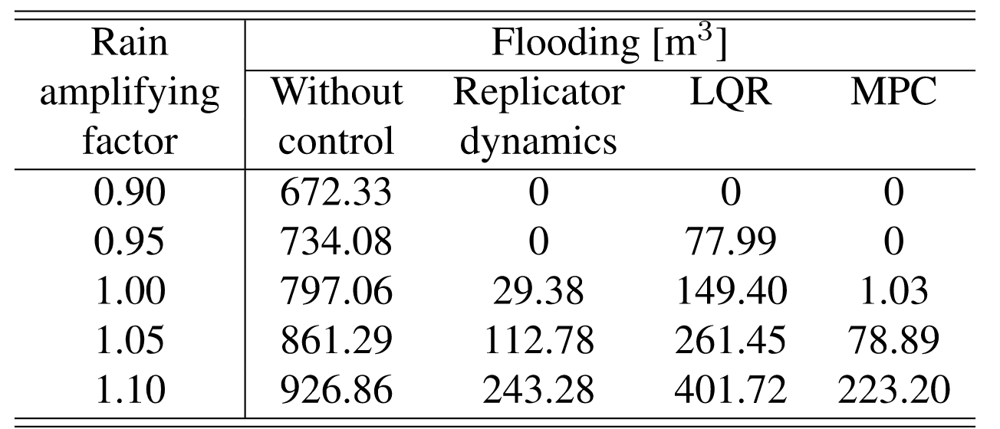 Rain Flooding [m³]
amplifying Without Replicator LQR MPC
factor control dynamics
0.90 672.33 0 0 0
0.95 734.08 0 77.99 0
1.00 797.06 29.38 149.40 1.03
1.05 861.29 112.78 261.45 78.89
1.10 926.86 243.28 401.72 223.20